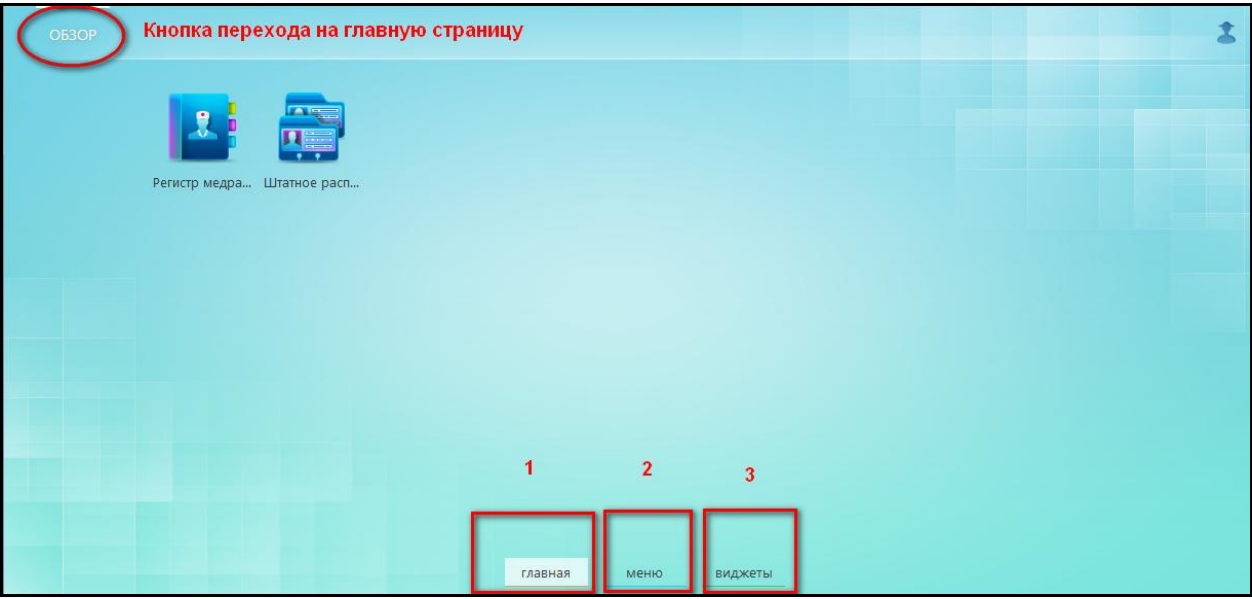 ОБЗОР Кнопка перехода на главную страницу
Регистр медра... Штатное расп...
1 2 3
главная меню виджеты